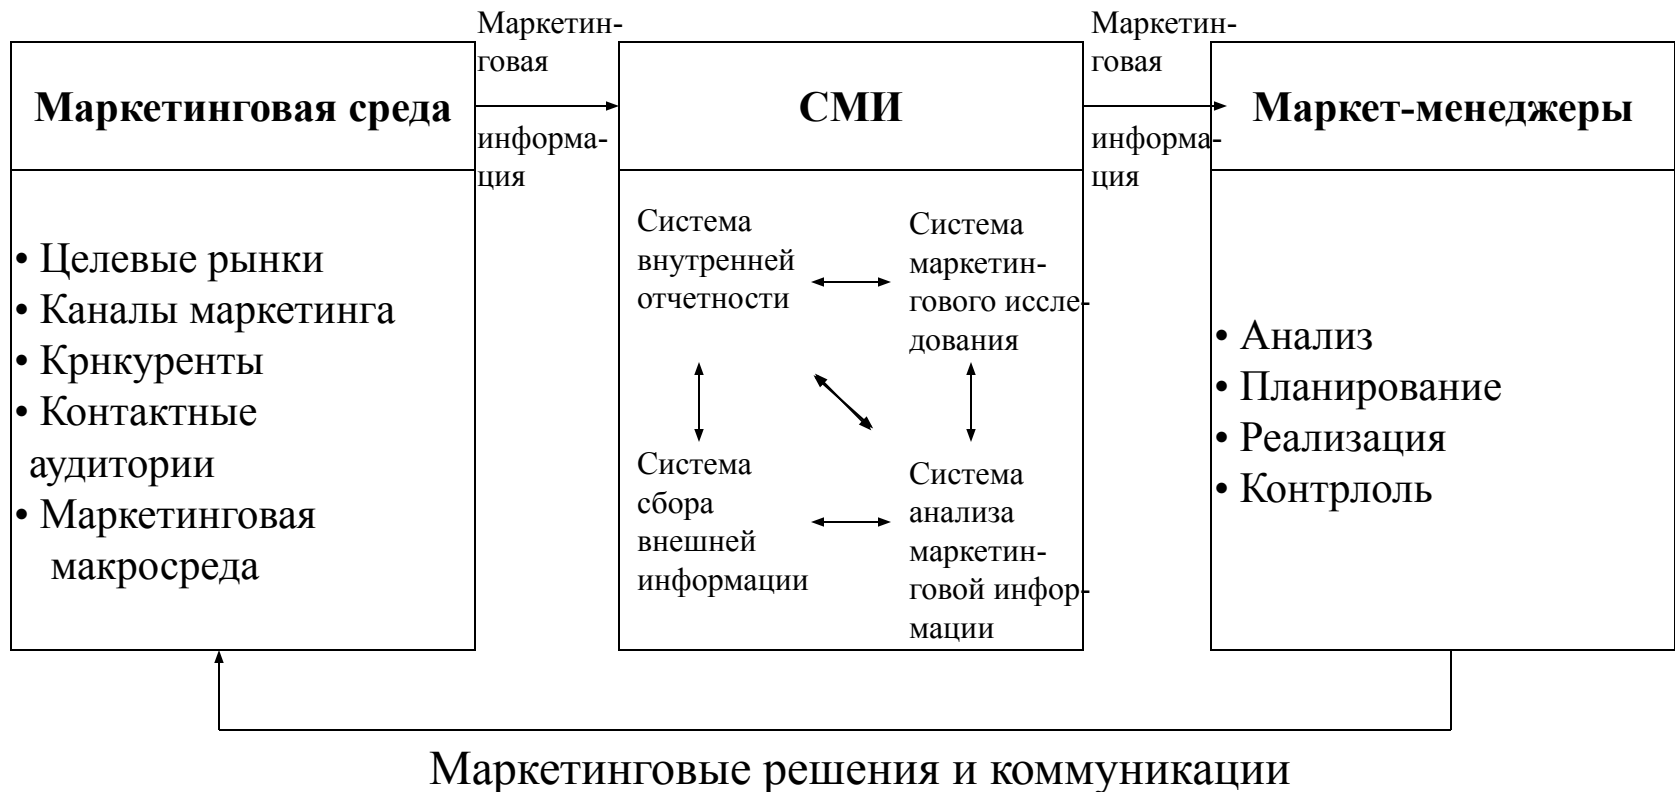 Маркетин-
говая
информа-
ция
Маркетин-
говая
информа-
ция
Маркетинговая среда
СМИ
Маркет-менеджеры
• Целевые рынки
• Каналы маркетинга
• Крнкуренты
• Контактные
аудитории
• Маркетинговая
макросреда
Система
внутренней
отчетности
Система
маркетин-
гового иссле-
дования
Система
сбора
внешней
информации
Система
анализа
маркетин-
говой инфор-
мации
• Анализ
• Планирование
• Реализация
• Контрлоль
Маркетинговые решения и коммуникации